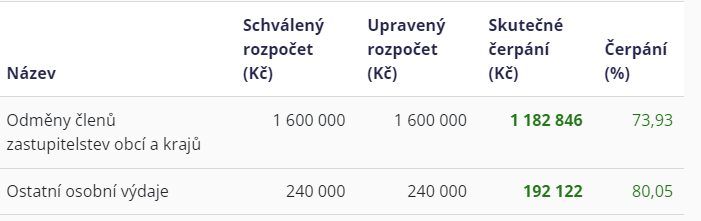 Název Schválený rozpočet (Kč) Upravený rozpočet (Kč) Skutečné čerpání (Kč) Čerpání (%)
Odměny členů zastupitelstev obcí a krajů 1 600 000 1 600 000 1 182 846 73,93
Ostatní osobní výdaje 240 000 240 000 192 122 80,05